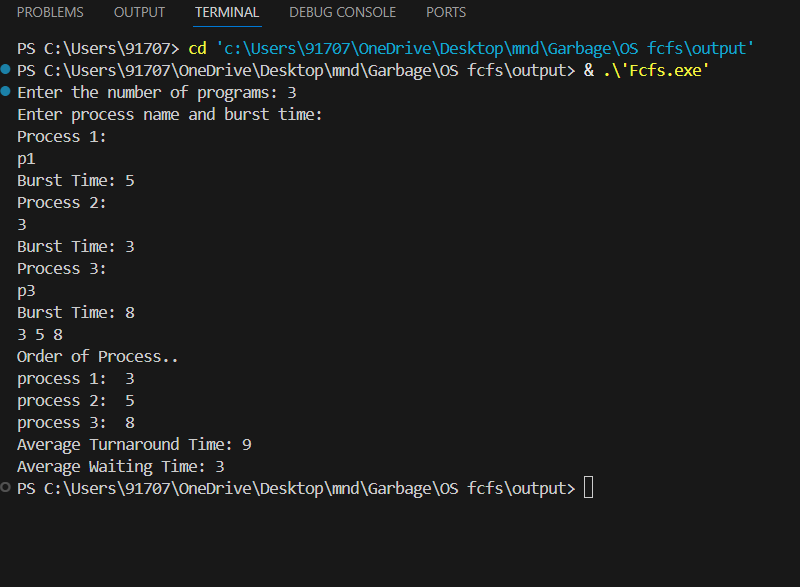 PROBLEMS OUTPUT TERMINAL DEBUG CONSOLE PORTS
PS C:\Users\91707> cd 'c:\Users\91707\OneDrive\Desktop\mnd\Garbage\OS fcfs\output'
PS C:\Users\91707\OneDrive\Desktop\mnd\Garbage\OS fcfs\output> & .\'Fcfs.exe'
Enter the number of programs: 3
Enter process name and burst time:
Process 1:
p1
Burst Time: 5
Process 2:
3
Burst Time: 3
Process 3:
p3
Burst Time: 8
3 5 8
Order of Process..
process 1:  3
process 2:  5
process 3:  8
Average Turnaround Time: 9
Average Waiting Time: 3
PS C:\Users\91707\OneDrive\Desktop\mnd\Garbage\OS fcfs\output>